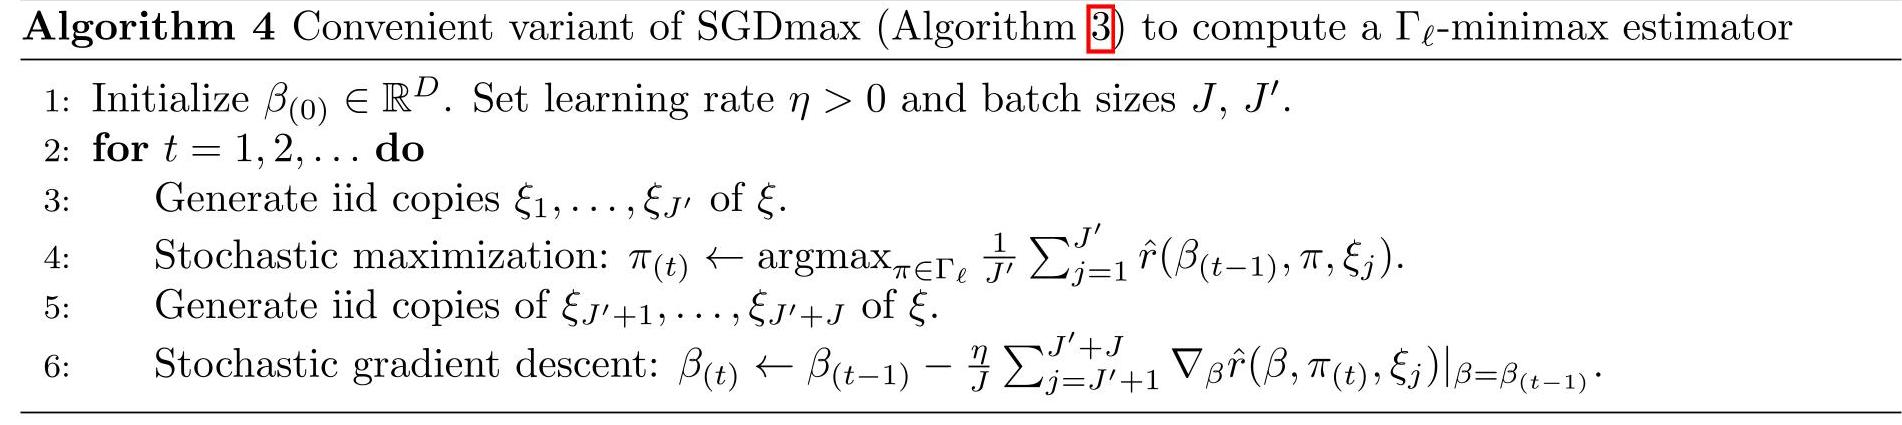 Algorithm 4 Convenient variant of SGDmax (Algorithm 3) to compute a Γ_ℓ-minimax estimator
1: Initialize β_(0) ∈ ℝ^D. Set learning rate η > 0 and batch sizes J, J′.
2: for t = 1, 2, . . . do
3: Generate iid copies ξ_1, . . . , ξ_{J′} of ξ.
4: Stochastic maximization: π_(t) ← argmax_{π∈Γ_ℓ} \frac{1}{J′} ∑_{j=1}^{J′} r̂(β_(t−1), π, ξ_j).
5: Generate iid copies of ξ_{J′+1}, . . . , ξ_{J′+J} of ξ.
6: Stochastic gradient descent: β_(t) ← β_(t−1) − \frac{η}{J} ∑_{j=J′+1}^{J′+J} ∇_β r̂(β, π_(t), ξ_j)|_{β=β_(t−1)}.